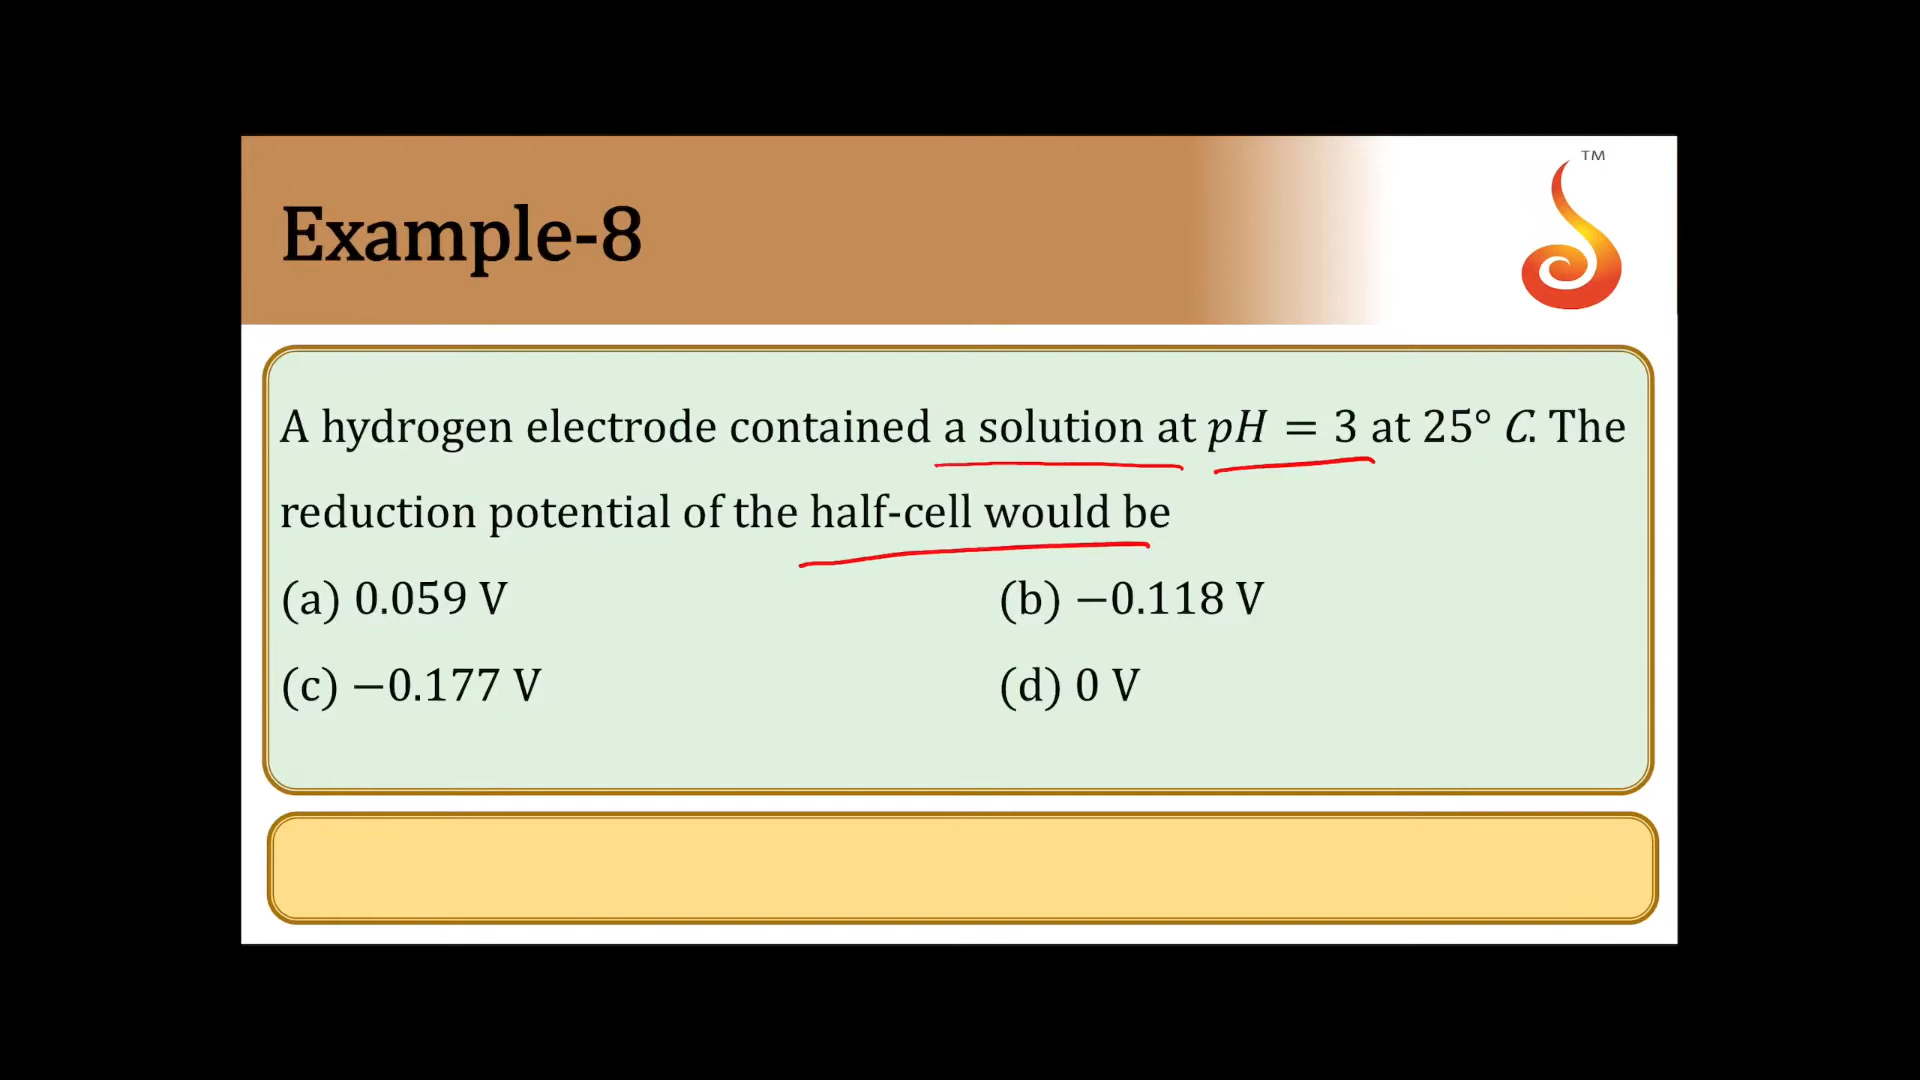 TM
Example-8
A hydrogen electrode contained a solution at pH = 3 at 25° C. The
reduction potential of the half-cell would be
(a) 0.059 V (b) −0.118 V
(c) −0.177 V (d) 0 V